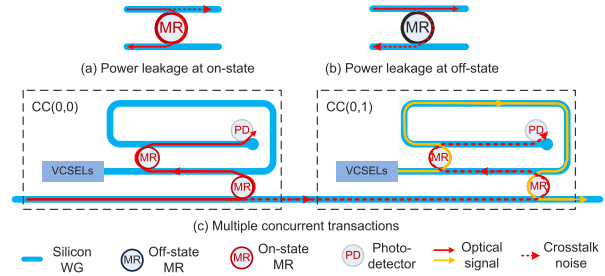 MR
MR
(a) Power leakage at on-state
(b) Power leakage at off-state
CC(0,0)
CC(0,1)
PD
PD
MR
MR
VCSELs
VCSELs
MR
MR
(c) Multiple concurrent transactions
Silicon
WG
MR
Off-state
MR
MR
On-state
MR
PD
Photo-
detector
Optical
signal
Crosstalk
noise